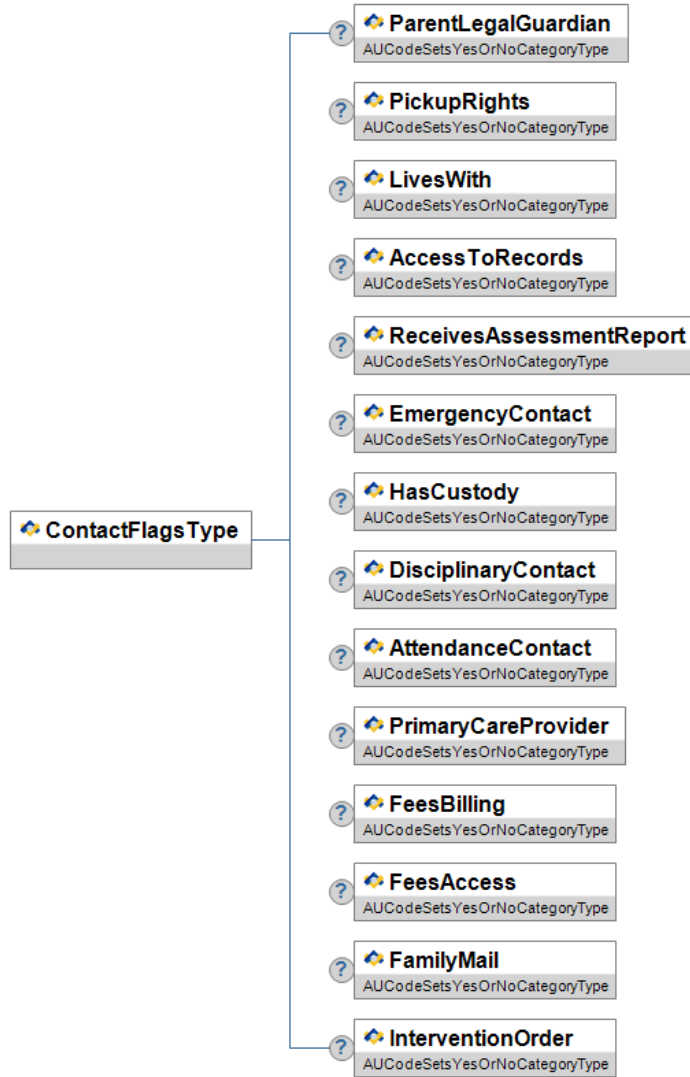 ?
ParentLegalGuardian
AUCodeSetsYesOrNoCategoryType
?
PickupRights
AUCodeSetsYesOrNoCategoryType
?
LivesWith
AUCodeSetsYesOrNoCategoryType
?
AccessToRecords
AUCodeSetsYesOrNoCategoryType
?
ReceivesAssessmentReport
AUCodeSetsYesOrNoCategoryType
?
EmergencyContact
AUCodeSetsYesOrNoCategoryType
?
HasCustody
AUCodeSetsYesOrNoCategoryType
ContactFlagsType
?
DisciplinaryContact
AUCodeSetsYesOrNoCategoryType
?
AttendanceContact
AUCodeSetsYesOrNoCategoryType
?
PrimaryCareProvider
AUCodeSetsYesOrNoCategoryType
?
FeesBilling
AUCodeSetsYesOrNoCategoryType
?
FeesAccess
AUCodeSetsYesOrNoCategoryType
?
FamilyMail
AUCodeSetsYesOrNoCategoryType
?
InterventionOrder
AUCodeSetsYesOrNoCategoryType